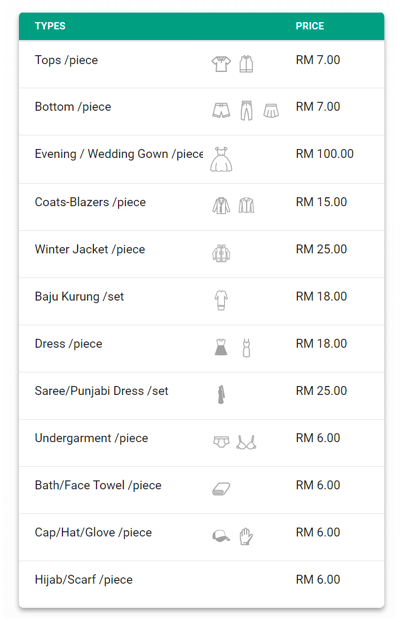 TYPES PRICE
Tops /piece RM 7.00
Bottom /piece RM 7.00
Evening / Wedding Gown /piece RM 100.00
Coats-Blazers /piece RM 15.00
Winter Jacket /piece RM 25.00
Baju Kurung /set RM 18.00
Dress /piece RM 18.00
Saree/Punjabi Dress /set RM 25.00
Undergarment /piece RM 6.00
Bath/Face Towel /piece RM 6.00
Cap/Hat/Glove /piece RM 6.00
Hijab/Scarf /piece RM 6.00